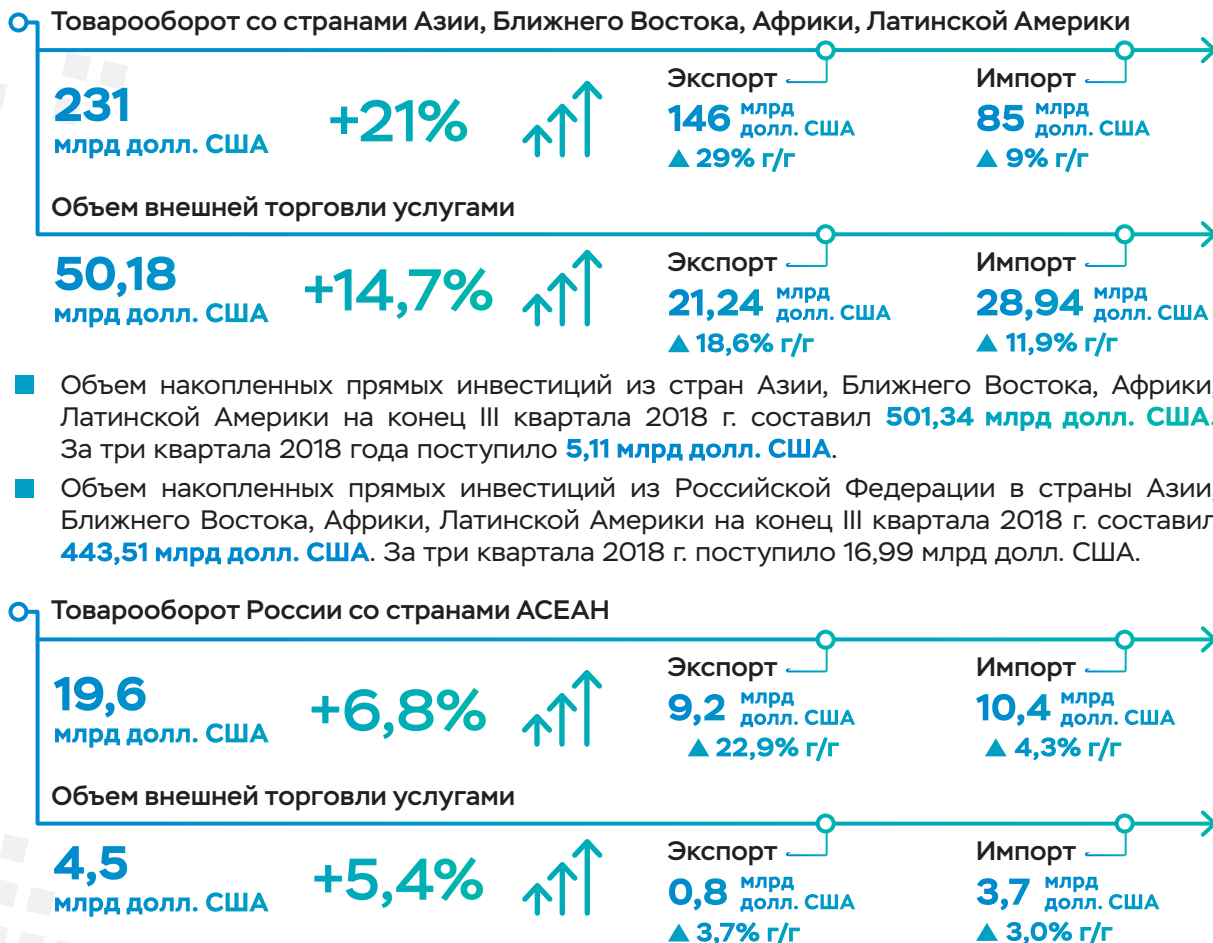 Товарооборот со странами Азии, Ближнего Востока, Африки, Латинской Америки
231
млрд долл. США
+21%
Экспорт
146 млрд долл. США
▲ 29% г/г
Импорт
85 млрд долл. США
▲ 9% г/г
Объем внешней торговли услугами
50,18
млрд долл. США
+14,7%
Экспорт
21,24 млрд долл. США
▲ 18,6% г/г
Импорт
28,94 млрд долл. США
▲ 11,9% г/г
Объем накопленных прямых инвестиций из стран Азии, Ближнего Востока, Африки,
Латинской Америки на конец III квартала 2018 г. составил 501,34 млрд долл. США.
За три квартала 2018 года поступило 5,11 млрд долл. США.
Объем накопленных прямых инвестиций из Российской Федерации в страны Азии,
Ближнего Востока, Африки, Латинской Америки на конец III квартала 2018 г. составил
443,51 млрд долл. США. За три квартала 2018 г. поступило 16,99 млрд долл. США.
Товарооборот России со странами АСЕАН
19,6
млрд долл. США
+6,8%
Экспорт
9,2 млрд долл. США
▲ 22,9% г/г
Импорт
10,4 млрд долл. США
▲ 4,3% г/г
Объем внешней торговли услугами
4,5
млрд долл. США
+5,4%
Экспорт
0,8 млрд долл. США
▲ 3,7% г/г
Импорт
3,7 млрд долл. США
▲ 3,0% г/г